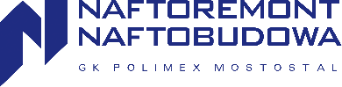 NAFTOREMONT
NAFTOBUDOWA
GK POLIMEX MOSTOSTAL